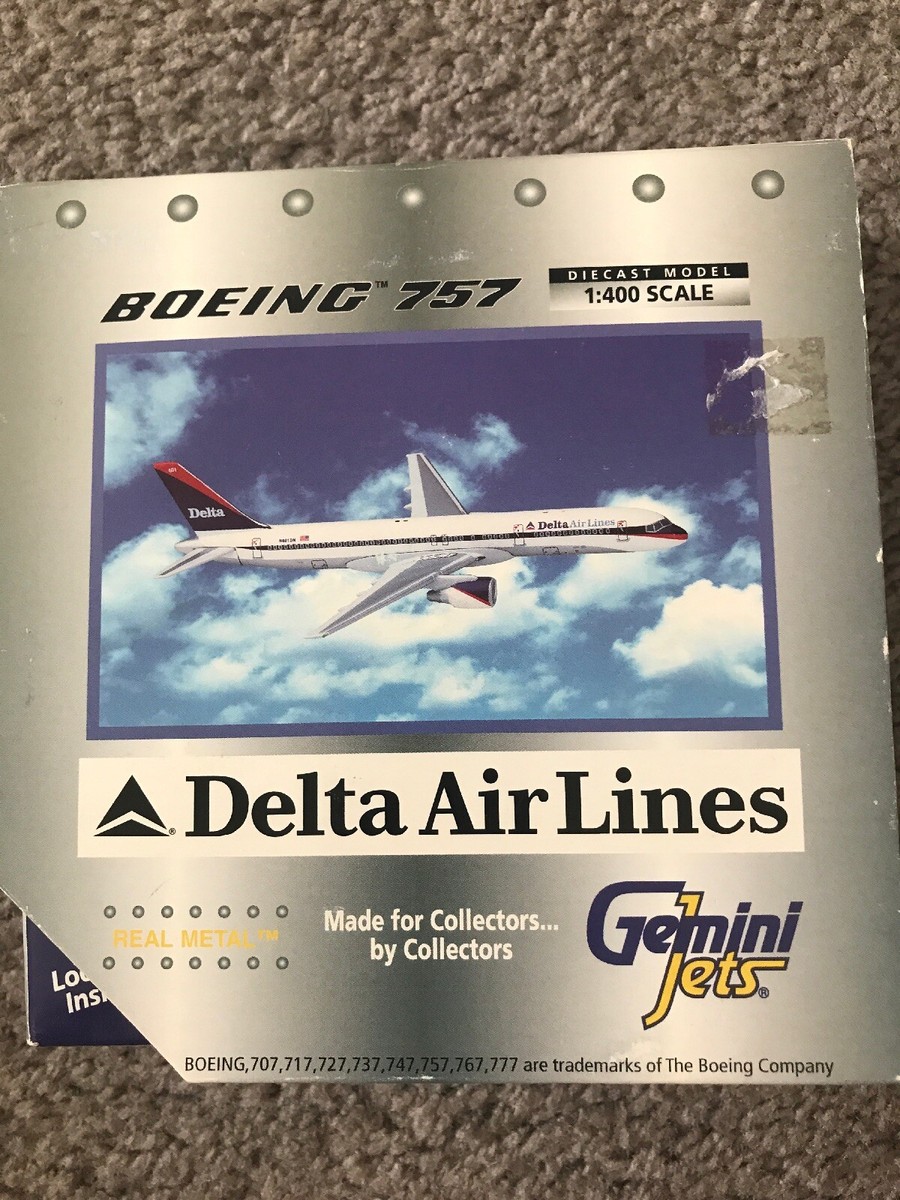 BOEING™ 757
DIECAST MODEL
1:400 SCALE
Delta
Delta Air Lines
Delta Air Lines®
REAL METAL™
Made for Collectors...
by Collectors
Gemini
Jets®
BOEING,707,717,727,737,747,757,767,777 are trademarks of The Boeing Company